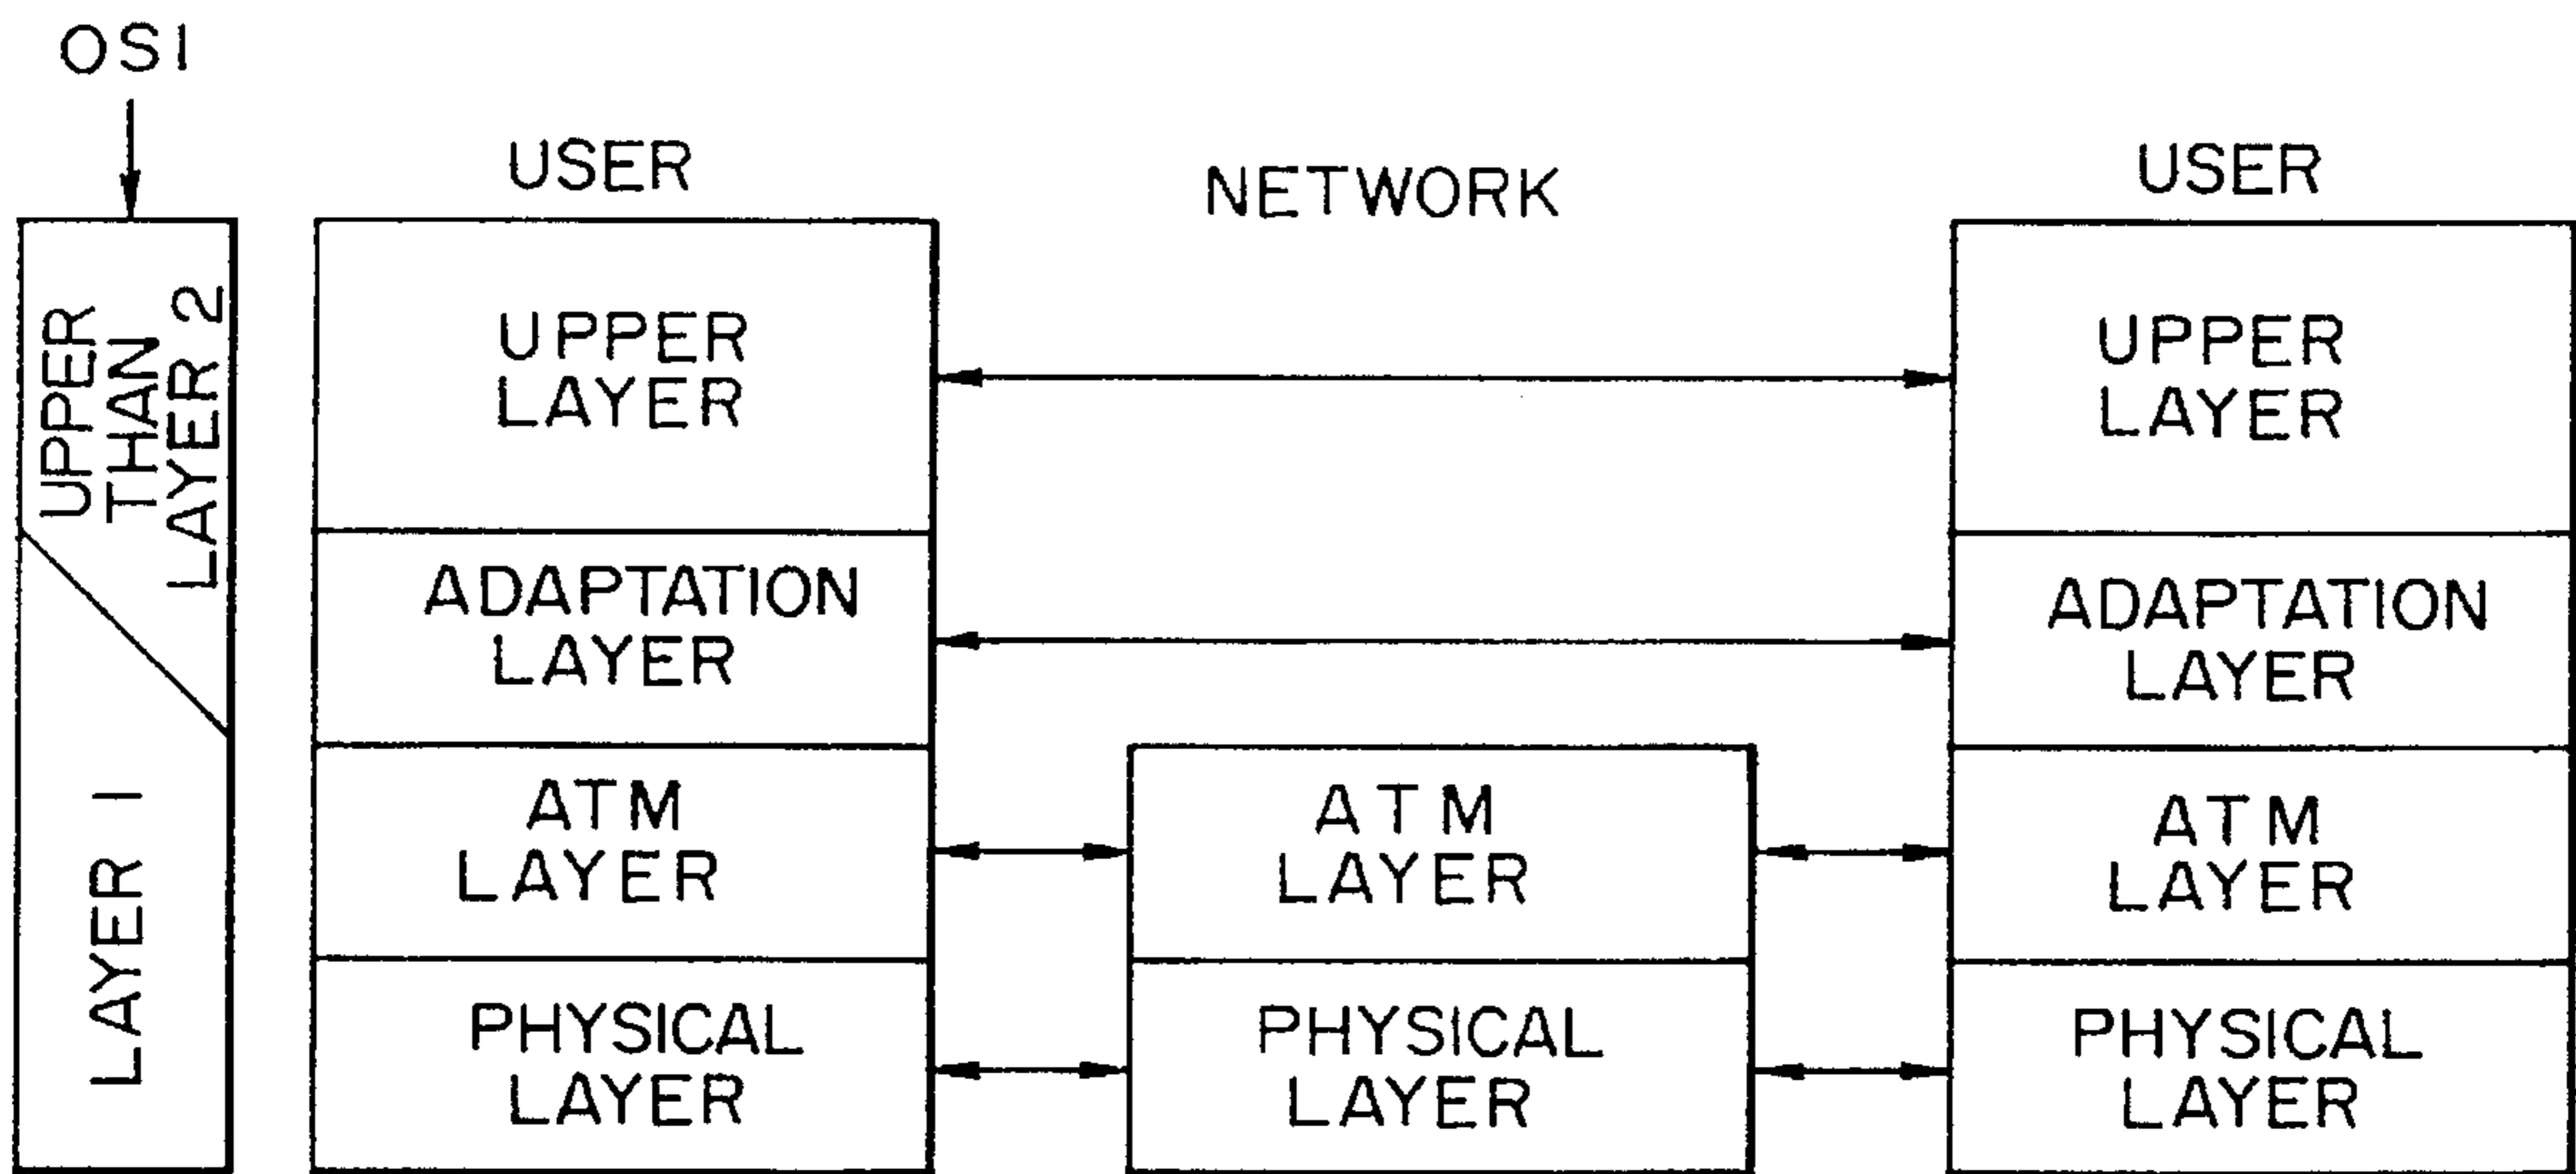 OSI
USER
NETWORK
USER
UPPER
THAN
LAYER 2
LAYER 1
UPPER
LAYER
ADAPTATION
LAYER
ATM
LAYER
PHYSICAL
LAYER
ATM
LAYER
PHYSICAL
LAYER
UPPER
LAYER
ADAPTATION
LAYER
ATM
LAYER
PHYSICAL
LAYER